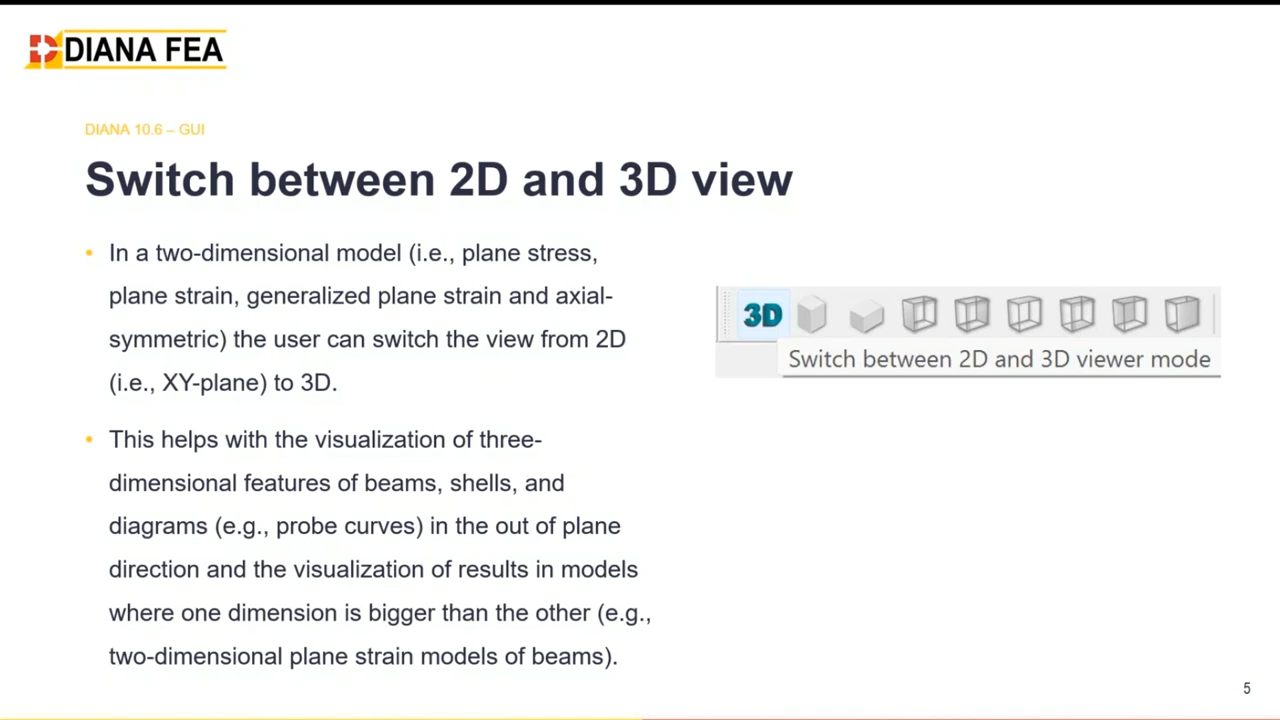 DIANA FEA
DIANA 10.6 – GUI
Switch between 2D and 3D view
• In a two-dimensional model (i.e., plane stress,
plane strain, generalized plane strain and axial-
symmetric) the user can switch the view from 2D
(i.e., XY-plane) to 3D.
• This helps with the visualization of three-
dimensional features of beams, shells, and
diagrams (e.g., probe curves) in the out of plane
direction and the visualization of results in models
where one dimension is bigger than the other (e.g.,
two-dimensional plane strain models of beams).
3D
Switch between 2D and 3D viewer mode
5